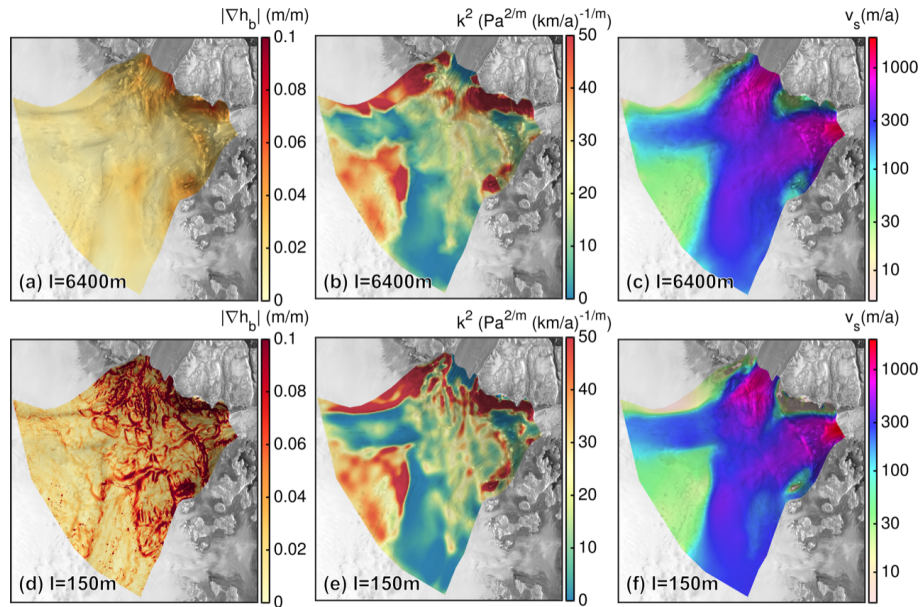 |∇h_b| (m/m)
0.1
0.08
0.06
0.04
0.02
0
(a) l=6400m
k² (Pa^{2/m} (km/a)^{-1/m})
50
40
30
20
10
0
(b) l=6400m
v_s(m/a)
1000
300
100
30
10
(c) l=6400m
|∇h_b| (m/m)
0.1
0.08
0.06
0.04
0.02
0
(d) l=150m
k² (Pa^{2/m} (km/a)^{-1/m})
50
40
30
20
10
0
(e) l=150m
v_s(m/a)
1000
300
100
30
10
(f) l=150m